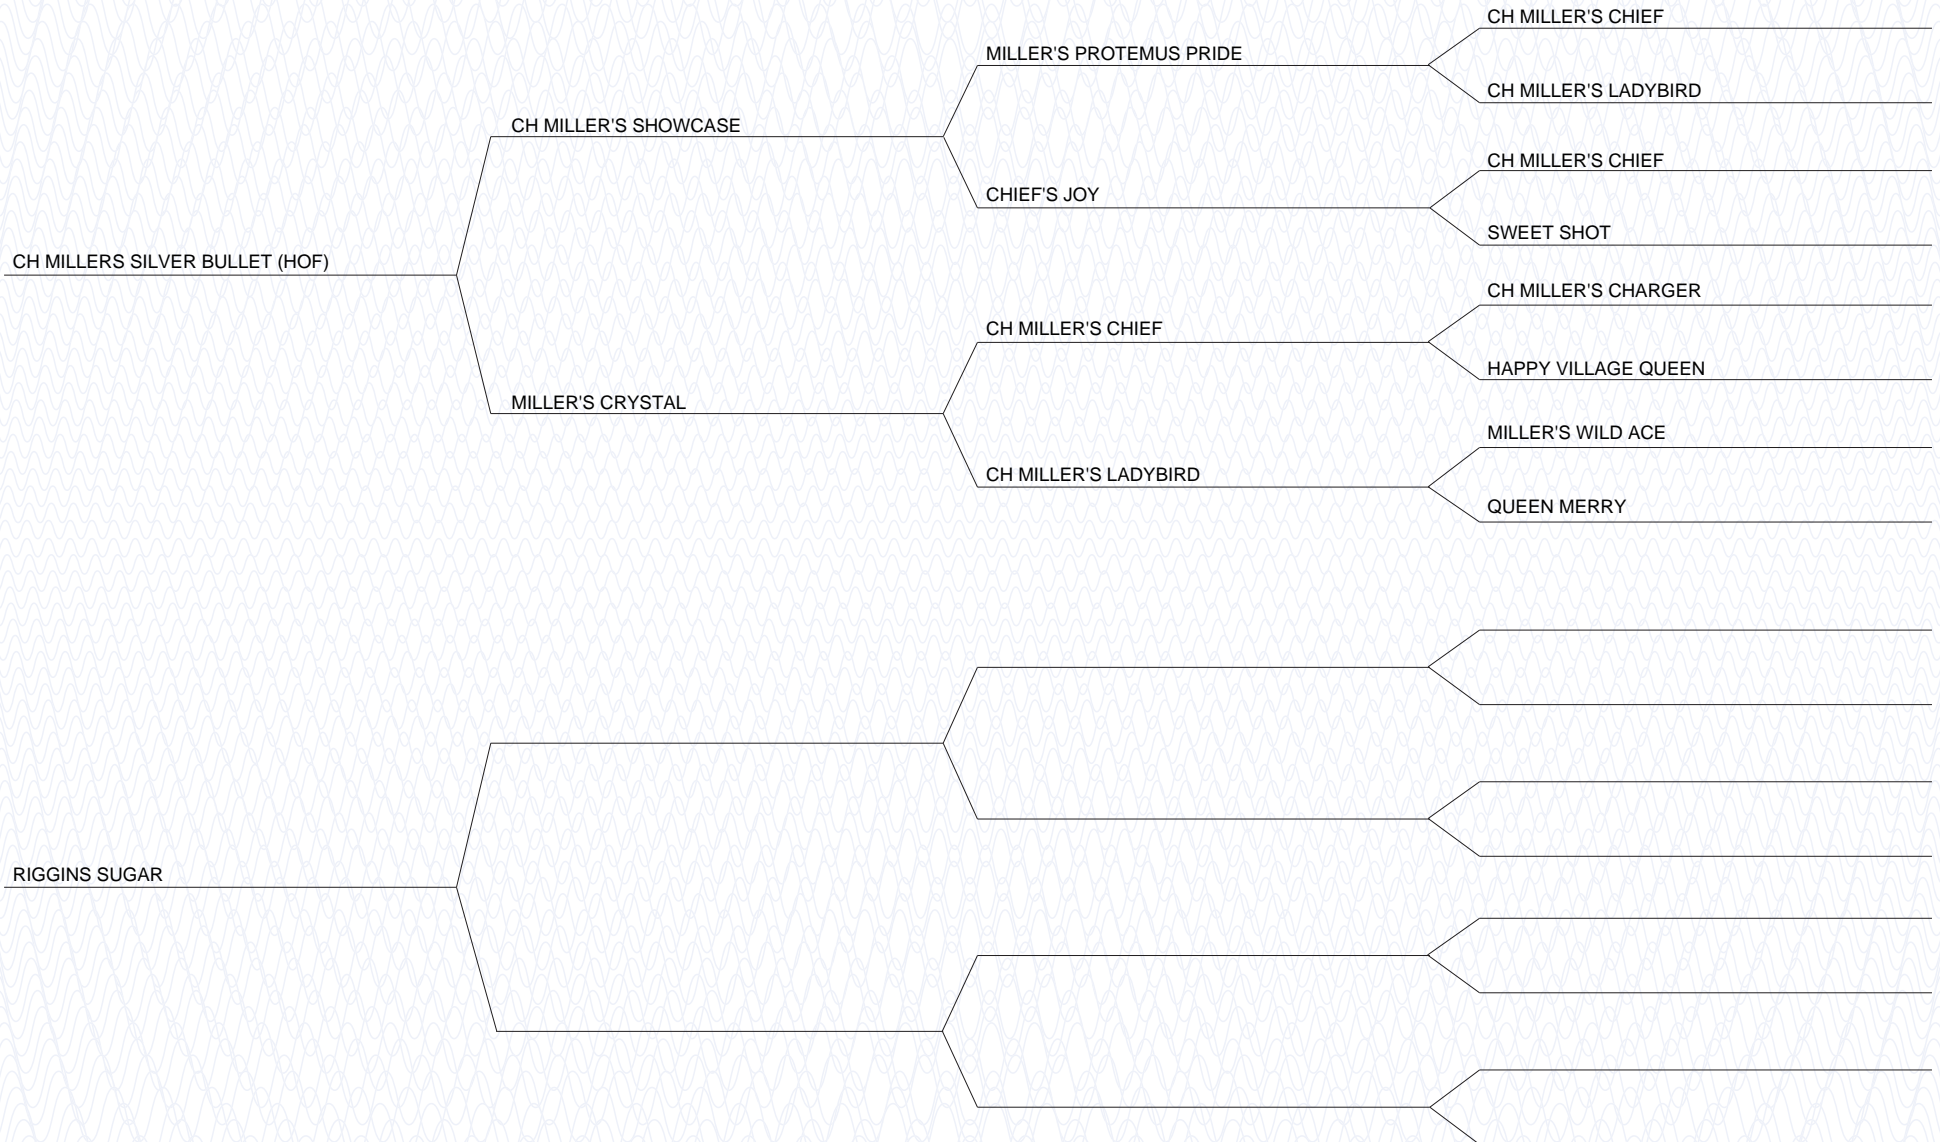 CH MILLER'S CHIEF
MILLER'S PROTEMUS PRIDE
CH MILLER'S LADYBIRD
CH MILLER'S SHOWCASE
CH MILLER'S CHIEF
CHIEF'S JOY
SWEET SHOT
CH MILLERS SILVER BULLET (HOF)
CH MILLER'S CHARGER
CH MILLER'S CHIEF
HAPPY VILLAGE QUEEN
MILLER'S CRYSTAL
MILLER'S WILD ACE
CH MILLER'S LADYBIRD
QUEEN MERRY
RIGGINS SUGAR